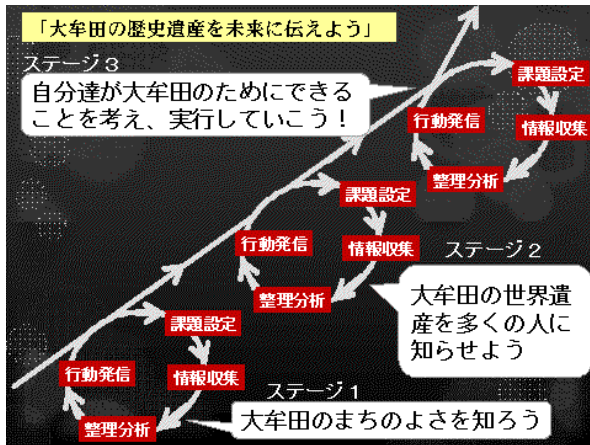 「大牟田の歴史遺産を未来に伝えよう」
ステージ３
自分達が大牟田のためにできる
ことを考え、実行していこう！
課題設定
情報収集
整理分析
行動発信
課題設定
情報収集
整理分析
行動発信
ステージ２
大牟田の世界遺
産を多くの人に
知らせよう
課題設定
情報収集
整理分析
行動発信
ステージ１
大牟田のまちのよさを知ろう